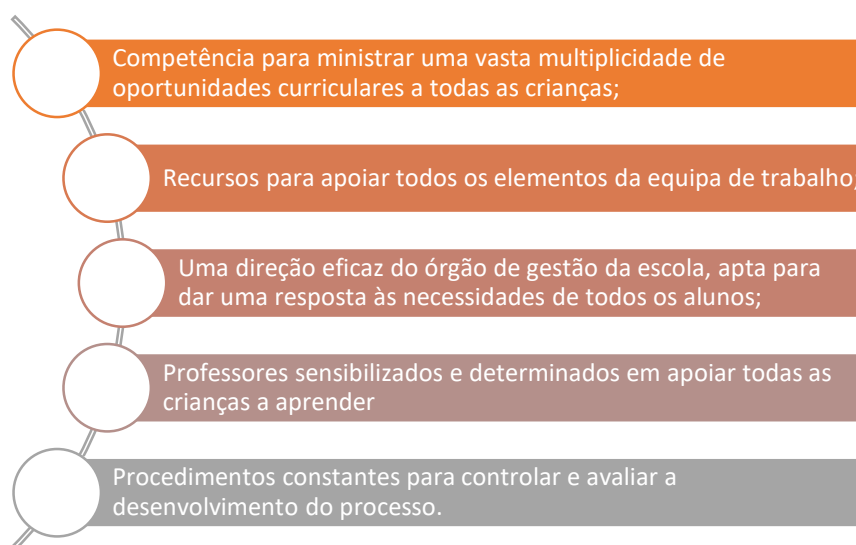 Competência para ministrar uma vasta multiplicidade de
oportunidades curriculares a todas as crianças;
Recursos para apoiar todos os elementos da equipa de trabalho;
Uma direção eficaz do órgão de gestão da escola, apta para
dar uma resposta às necessidades de todos os alunos;
Professores sensibilizados e determinados em apoiar todas as
crianças a aprender
Procedimentos constantes para controlar e avaliar a
desenvolvimento do processo.